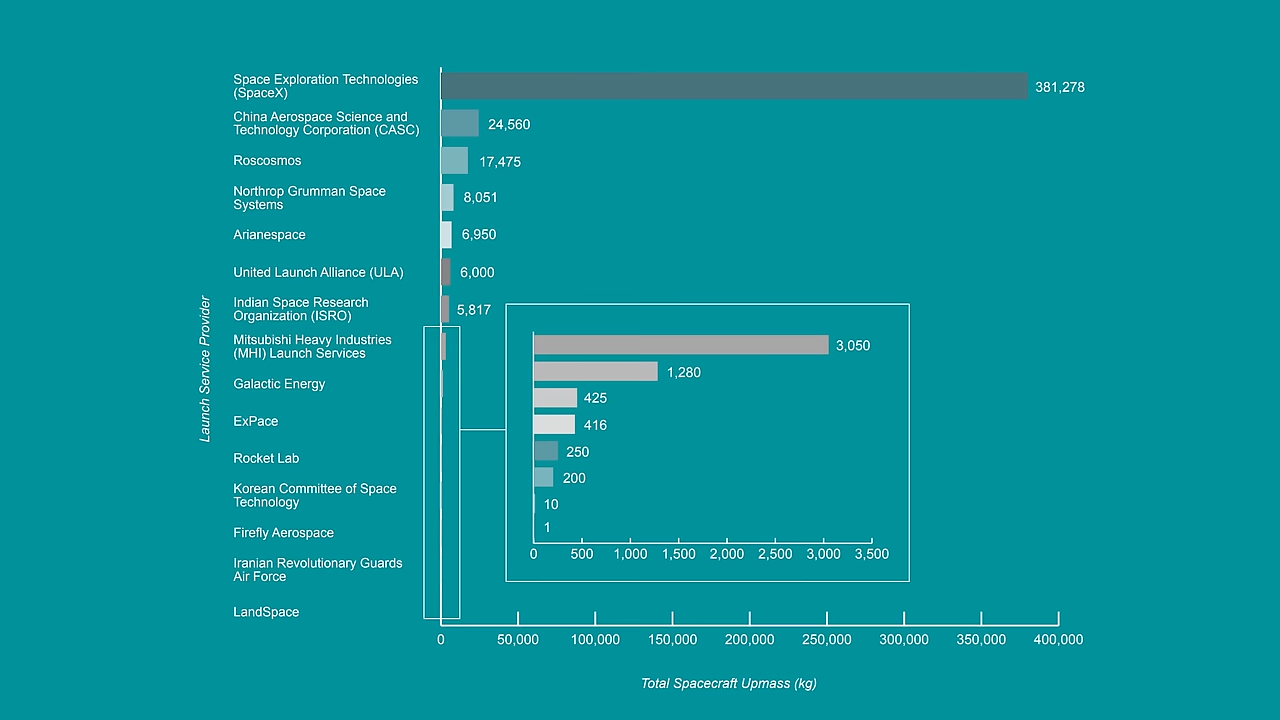 Space Exploration Technologies
(SpaceX)
381,278
China Aerospace Science and
Technology Corporation (CASC)
24,560
Roscosmos
17,475
Northrop Grumman Space
Systems
8,051
Arianespace
6,950
United Launch Alliance (ULA)
6,000
Indian Space Research
Organization (ISRO)
5,817
Mitsubishi Heavy Industries
(MHI) Launch Services
Galactic Energy
ExPace
Rocket Lab
Korean Committee of Space
Technology
Firefly Aerospace
Iranian Revolutionary Guards
Air Force
LandSpace
Launch Service Provider
3,050
1,280
425
416
250
200
10
1
0 500 1,000 1,500 2,000 2,500 3,000 3,500
0 50,000 100,000 150,000 200,000 250,000 300,000 350,000 400,000
Total Spacecraft Upmass (kg)